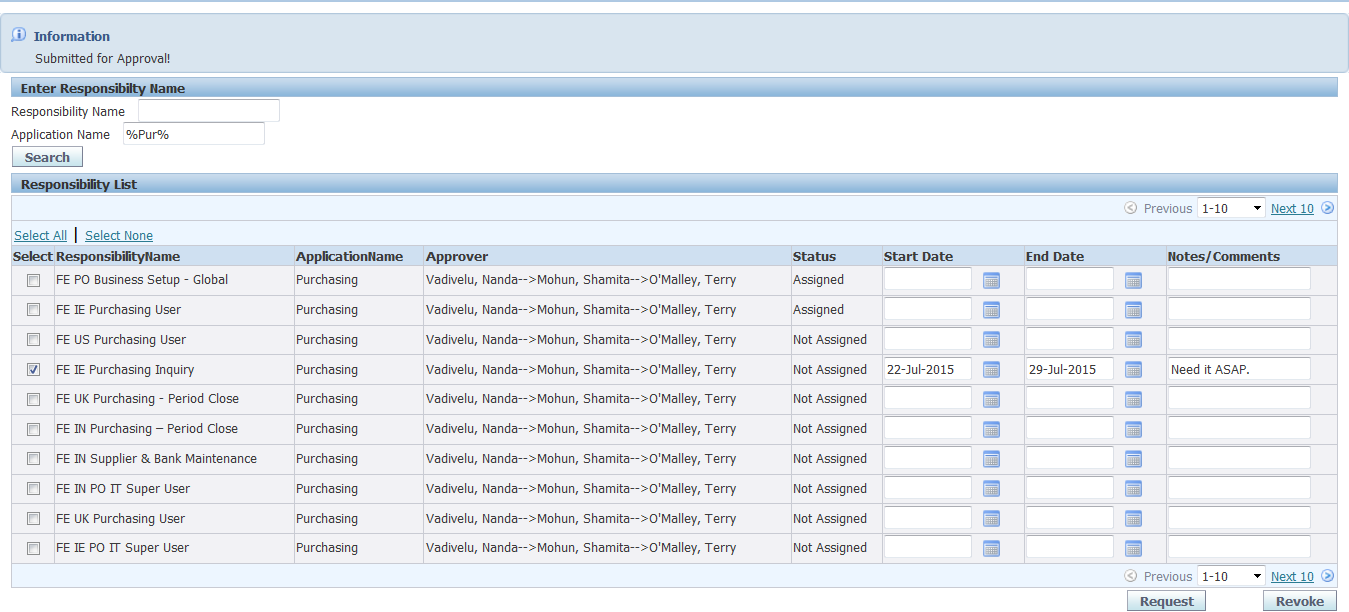 Information
Submitted for Approval!
Enter Responsibilty Name
Responsibility Name
Application Name %Pur%
Search
Responsibility List
Previous 1-10 Next 10
Select All | Select None
Select ResponsibilityName ApplicationName Approver Status Start Date End Date Notes/Comments
FE PO Business Setup - Global Purchasing Vadivelu, Nanda-->Mohun, Shamita-->O'Malley, Terry Assigned
FE IE Purchasing User Purchasing Vadivelu, Nanda-->Mohun, Shamita-->O'Malley, Terry Assigned
FE US Purchasing User Purchasing Vadivelu, Nanda-->Mohun, Shamita-->O'Malley, Terry Not Assigned
FE IE Purchasing Inquiry Purchasing Vadivelu, Nanda-->Mohun, Shamita-->O'Malley, Terry Not Assigned 22-Jul-2015 29-Jul-2015 Need it ASAP.
FE UK Purchasing - Period Close Purchasing Vadivelu, Nanda-->Mohun, Shamita-->O'Malley, Terry Not Assigned
FE IN Purchasing – Period Close Purchasing Vadivelu, Nanda-->Mohun, Shamita-->O'Malley, Terry Not Assigned
FE IN Supplier & Bank Maintenance Purchasing Vadivelu, Nanda-->Mohun, Shamita-->O'Malley, Terry Not Assigned
FE IN PO IT Super User Purchasing Vadivelu, Nanda-->Mohun, Shamita-->O'Malley, Terry Not Assigned
FE UK Purchasing User Purchasing Vadivelu, Nanda-->Mohun, Shamita-->O'Malley, Terry Not Assigned
FE IE PO IT Super User Purchasing Vadivelu, Nanda-->Mohun, Shamita-->O'Malley, Terry Not Assigned
Previous 1-10 Next 10
Request Revoke